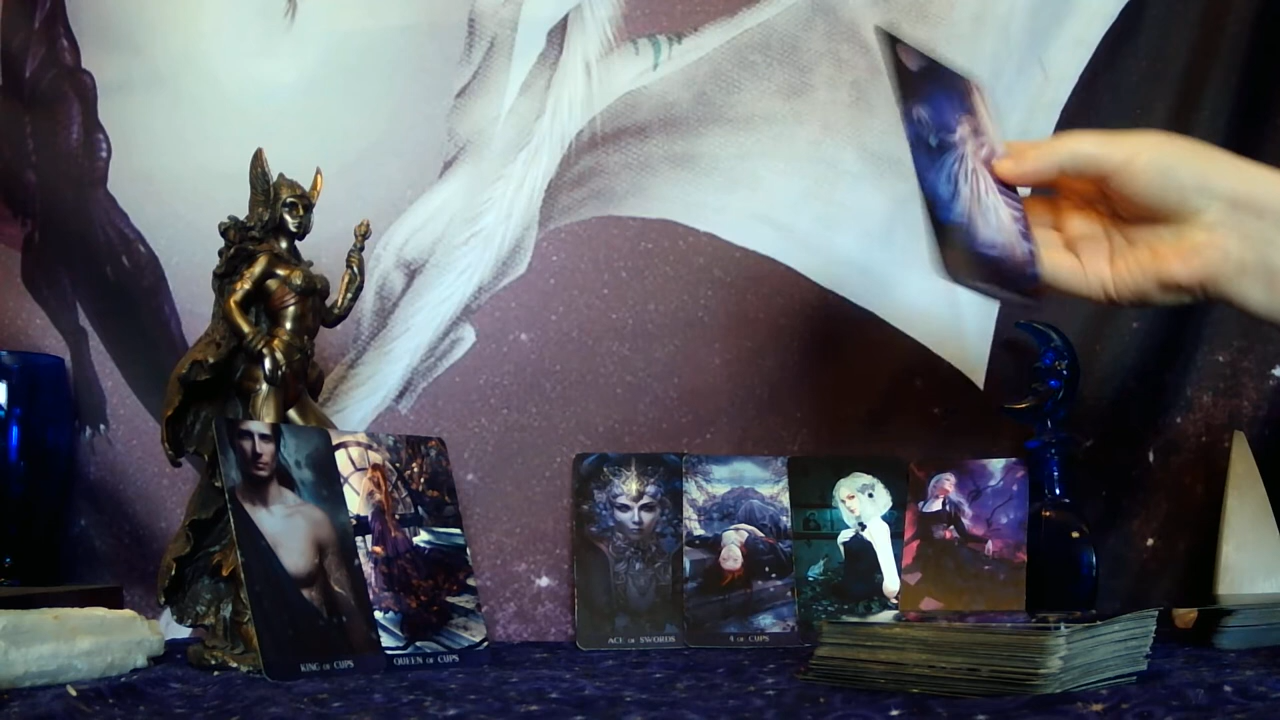 KING OF CUPS
QUEEN OF CUPS
ACE OF SWORDS
4 OF CUPS